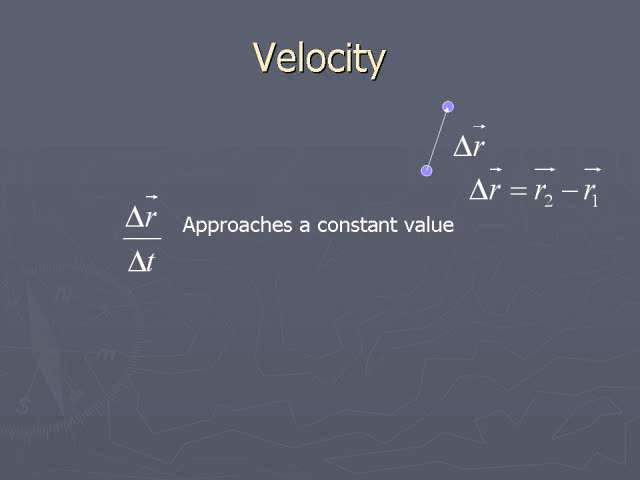 Velocity
Δr⃗
Δr⃗ = r₂⃗ − r₁⃗
Δr⃗ / Δt Approaches a constant value